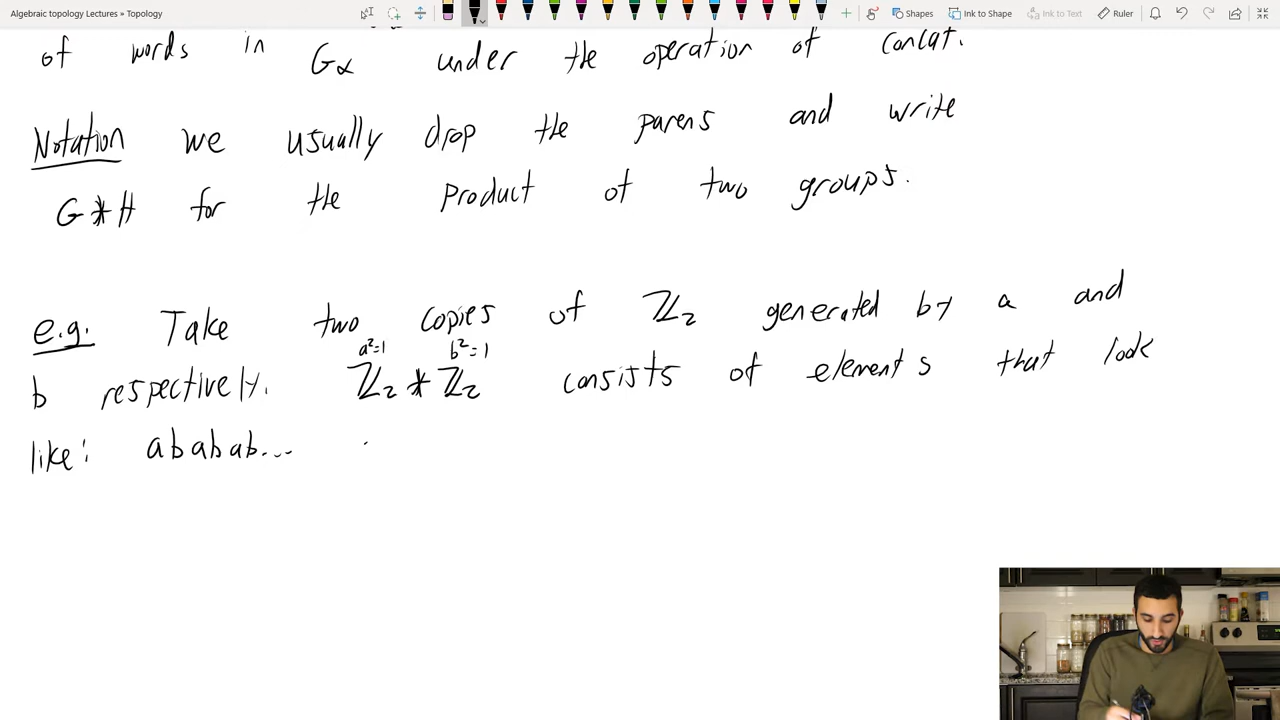 Algebraic topology Lectures » Topology
Shapes Ink to Shape Ink to Text Ruler
of words in Gα under the operation of concat.
Notation we usually drop the parens and write
G * H for the product of two groups.
e.g. Take two copies of ℤ₂ generated by a and
a²=1 b²=1
b respectively. ℤ₂ * ℤ₂ consists of elements that look
like: ababab...